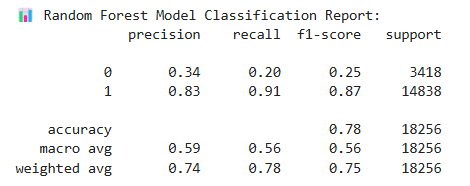 📊 Random Forest Model Classification Report:
precision recall f1-score support
0 0.34 0.20 0.25 3418
1 0.83 0.91 0.87 14838
accuracy 0.78 18256
macro avg 0.59 0.56 0.56 18256
weighted avg 0.74 0.78 0.75 18256